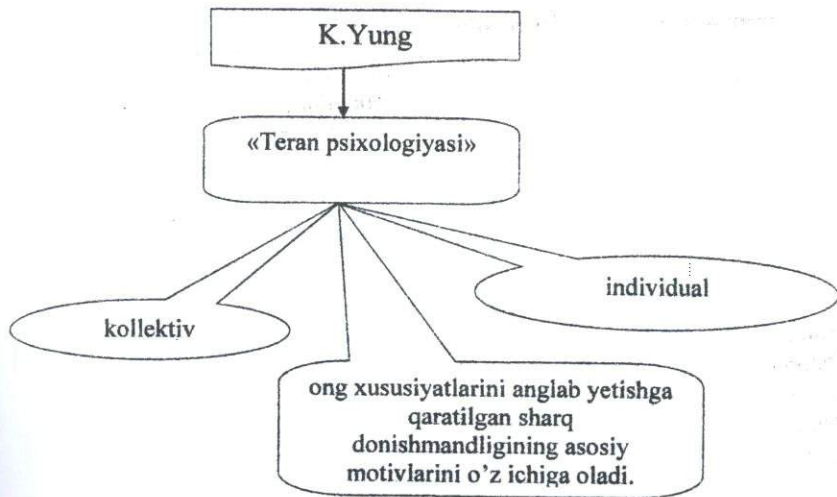 K.Yung
«Teran psixologiyasi»
kollektiv
individual
ong xususiyatlarini anglab yetishga
qaratilgan sharq
donishmandligining asosiy
motivlarini o'z ichiga oladi.